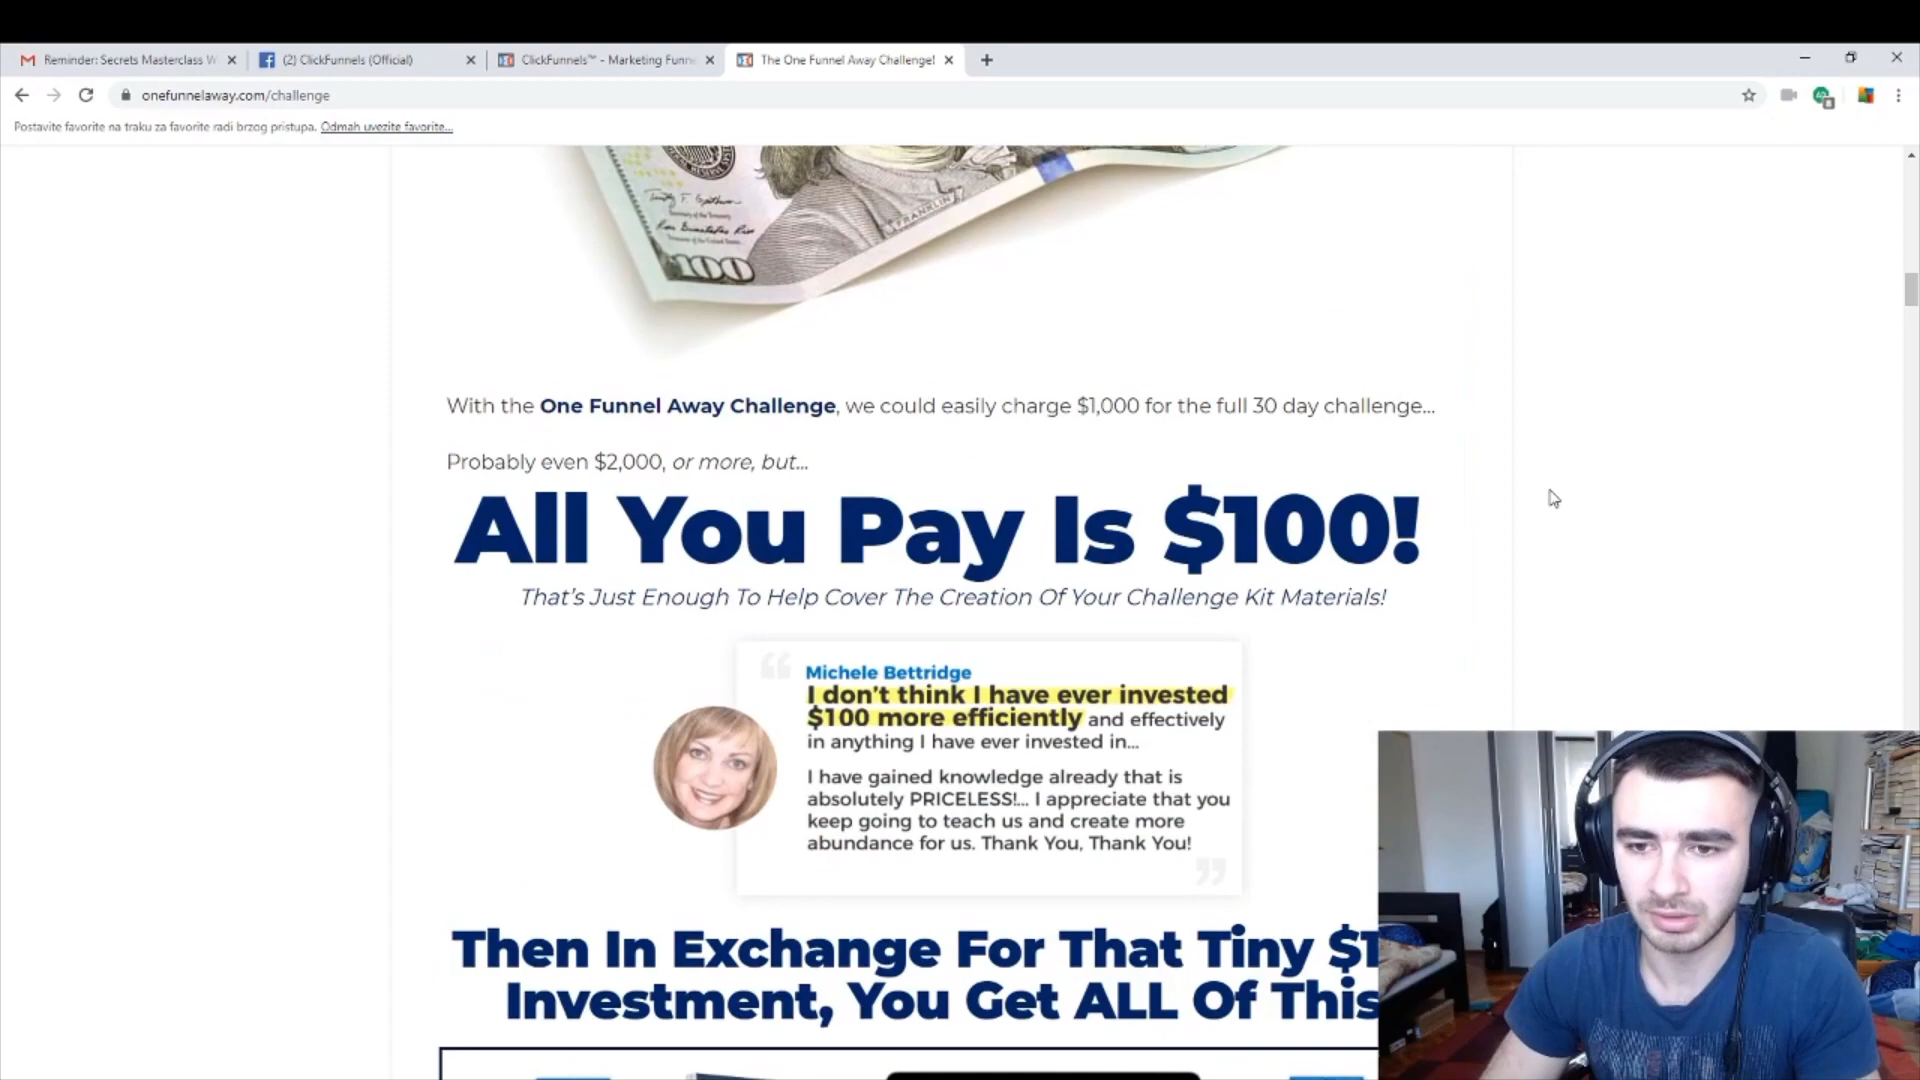 Reminder: Secrets Masterclass W
(2) ClickFunnels (Official)
ClickFunnels™ - Marketing Funn
The One Funnel Away Challenge!
onefunnelaway.com/challenge
Postavite favorite na traku za favorite radi brzog pristupa. Odmah uvezite favorite...
FRANKLIN
100
With the One Funnel Away Challenge, we could easily charge $1,000 for the full 30 day challenge...
Probably even $2,000, or more, but...
All You Pay Is $100!
That's Just Enough To Help Cover The Creation Of Your Challenge Kit Materials!
Michele Bettridge
I don't think I have ever invested
$100 more efficiently and effectively
in anything I have ever invested in...
I have gained knowledge already that is
absolutely PRICELESS!... I appreciate that you
keep going to teach us and create more
abundance for us. Thank You, Thank You!
Then In Exchange For That Tiny $1
Investment, You Get ALL Of This